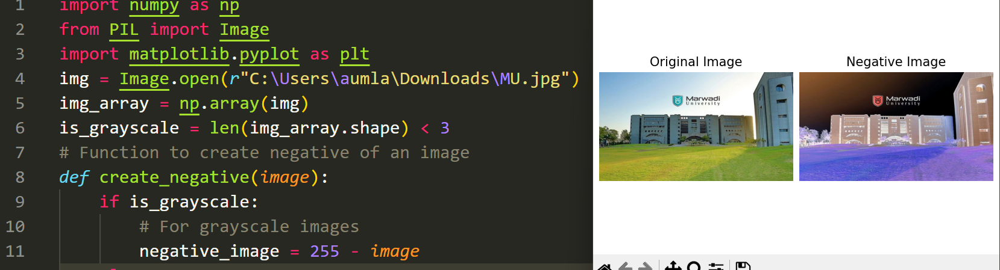 1 import numpy as np
2 from PIL import Image
3 import matplotlib.pyplot as plt
4 img = Image.open(r"C:\Users\aumla\Downloads\MU.jpg")
5 img_array = np.array(img)
6 is_grayscale = len(img_array.shape) < 3
7 # Function to create negative of an image
8 def create_negative(image):
9 if is_grayscale:
10 # For grayscale images
11 negative_image = 255 - image
Original Image
Marwadi
University
Negative Image
Marwadi
University